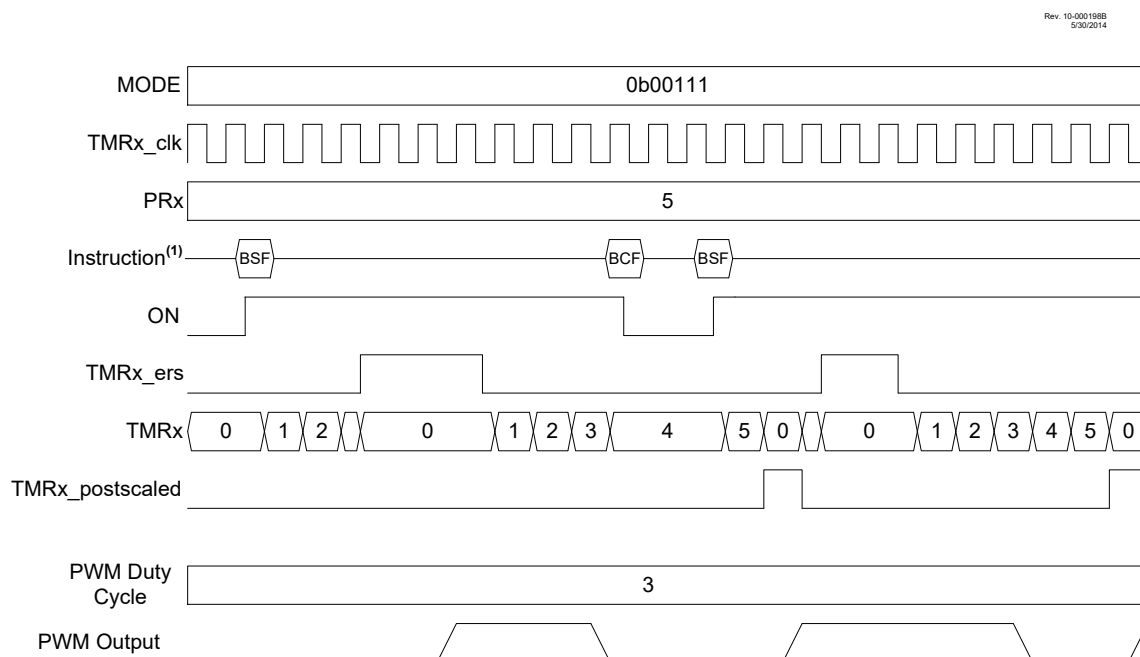 Rev. 10-000198B
5/30/2014
MODE 0b00111
TMRx_clk
PRx 5
Instruction(1) BSF BCF BSF
ON
TMRx_ers
TMRx 0 1 2 0 1 2 3 4 5 0 0 1 2 3 4 5 0
TMRx_postscaled
PWM Duty
Cycle 3
PWM Output